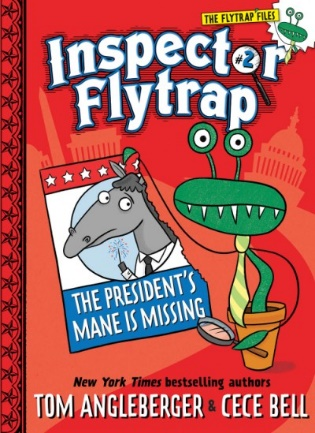 THE FLYTRAP FILES
Inspector
#2
Flytrap
THE PRESIDENT'S
MANE IS MISSING
New York Times bestselling authors
TOM ANGLEBERGER & CECE BELL